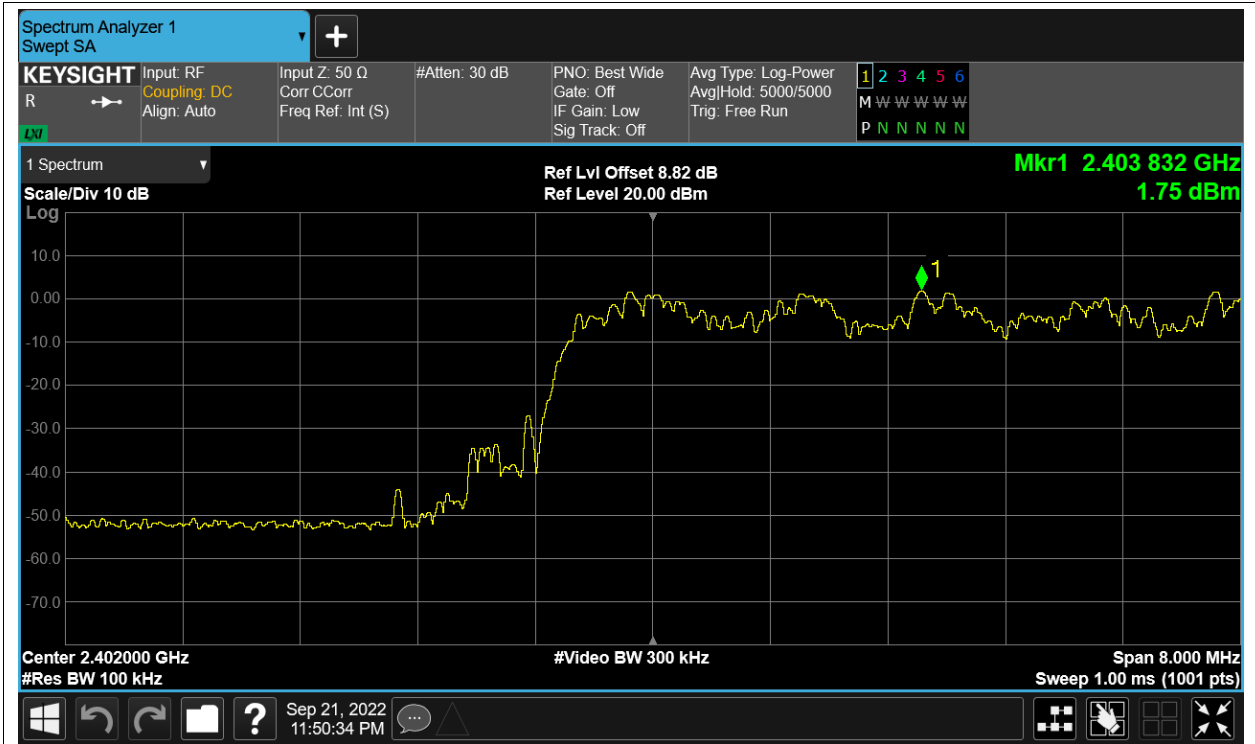 Spectrum Analyzer 1
Swept SA
KEYSIGHT
R
LXI
Input: RF
Coupling: DC
Align: Auto
Input Z: 50 Ω
Corr CCorr
Freq Ref: Int (S)
#Atten: 30 dB
PNO: Best Wide
Gate: Off
IF Gain: Low
Sig Track: Off
Avg Type: Log-Power
Avg|Hold: 5000/5000
Trig: Free Run
1 2 3 4 5 6
M W W W W W
P N N N N N
1 Spectrum
Scale/Div 10 dB
Log
Ref Lvl Offset 8.82 dB
Ref Level 20.00 dBm
Mkr1 2.403 832 GHz
1.75 dBm
10.0
0.00
-10.0
-20.0
-30.0
-40.0
-50.0
-60.0
-70.0
1
Center 2.402000 GHz
#Res BW 100 kHz
#Video BW 300 kHz
Span 8.000 MHz
Sweep 1.00 ms (1001 pts)
?
Sep 21, 2022
11:50:34 PM